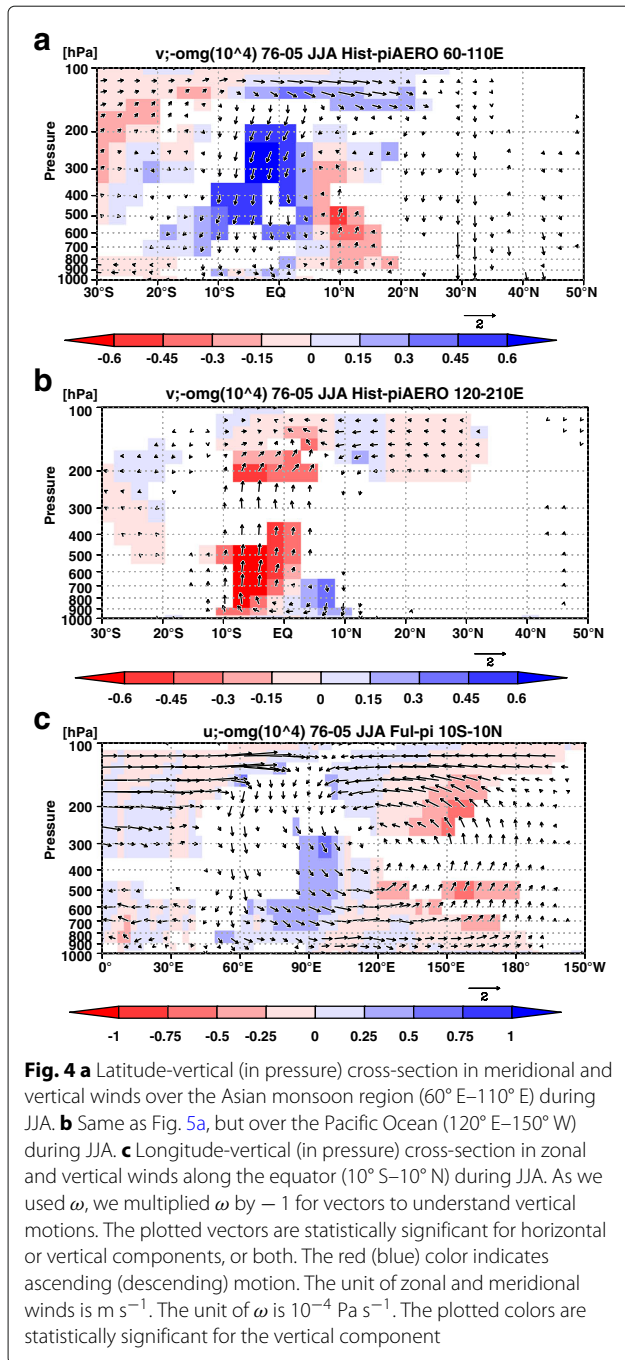 a
[hPa] v;-omg(10^4) 76-05 JJA Hist-piAERO 60-110E
Pressure
100
200
300
400
500
600
700
800
900
1000
30°S 20°S 10°S EQ 10°N 20°N 30°N 40°N 50°N
2
-0.6 -0.45 -0.3 -0.15 0 0.15 0.3 0.45 0.6
b
[hPa] v;-omg(10^4) 76-05 JJA Hist-piAERO 120-210E
Pressure
100
200
300
400
500
600
700
800
900
1000
30°S 20°S 10°S EQ 10°N 20°N 30°N 40°N 50°N
2
-0.6 -0.45 -0.3 -0.15 0 0.15 0.3 0.45 0.6
c
[hPa] u;-omg(10^4) 76-05 JJA Ful-pi 10S-10N
Pressure
100
200
300
400
500
600
700
800
900
1000
0° 30°E 60°E 90°E 120°E 150°E 180° 150°W
2
-1 -0.75 -0.5 -0.25 0 0.25 0.5 0.75 1
Fig. 4 a Latitude-vertical (in pressure) cross-section in meridional and
vertical winds over the Asian monsoon region (60° E–110° E) during
JJA. b Same as Fig. 5a, but over the Pacific Ocean (120° E–150° W)
during JJA. c Longitude-vertical (in pressure) cross-section in zonal
and vertical winds along the equator (10° S–10° N) during JJA. As we
used ω, we multiplied ω by − 1 for vectors to understand vertical
motions. The plotted vectors are statistically significant for horizontal
or vertical components, or both. The red (blue) color indicates
ascending (descending) motion. The unit of zonal and meridional
winds is m s⁻¹. The unit of ω is 10⁻⁴ Pa s⁻¹. The plotted colors are
statistically significant for the vertical component